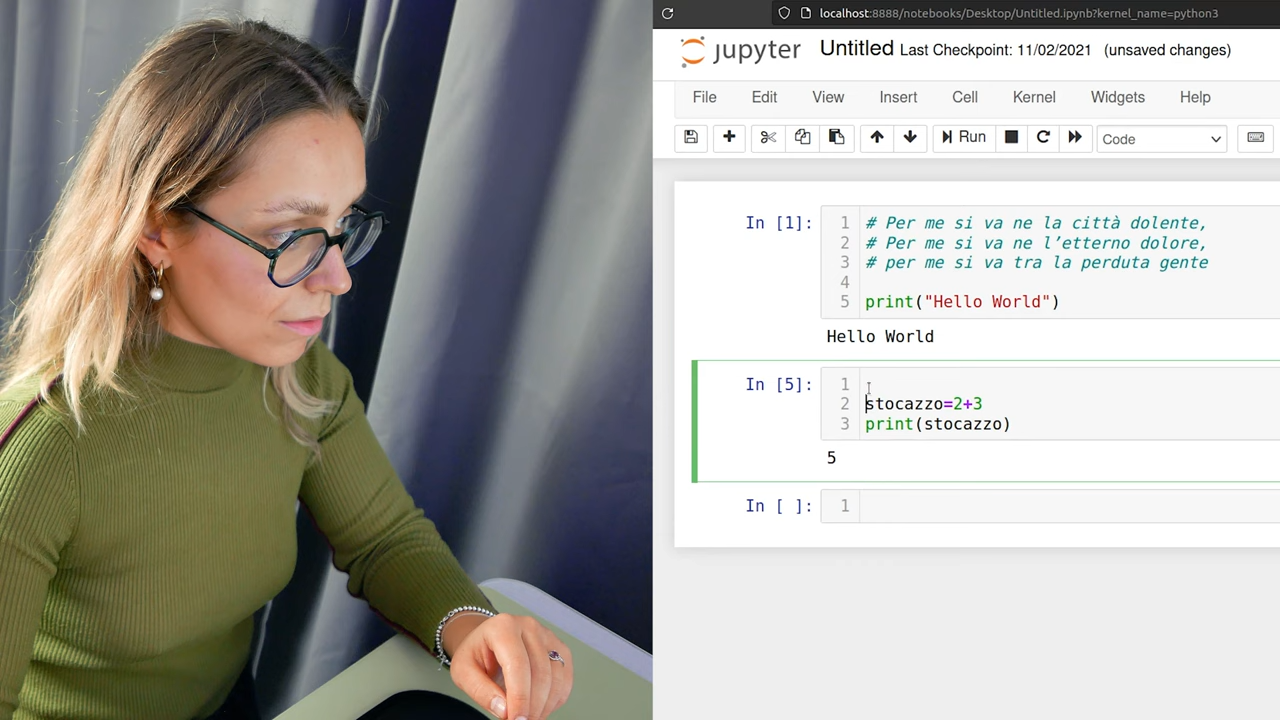 localhost:8888/notebooks/Desktop/Untitled.ipynb?kernel_name=python3
jupyter Untitled Last Checkpoint: 11/02/2021 (unsaved changes)
File Edit View Insert Cell Kernel Widgets Help
Run Code
In [1]:
1 # Per me si va ne la città dolente,
2 # Per me si va ne l’etterno dolore,
3 # per me si va tra la perduta gente
4
5 print("Hello World")
Hello World
In [5]:
1
2 stocazzo=2+3
3 print(stocazzo)
5
In [ ]: 1